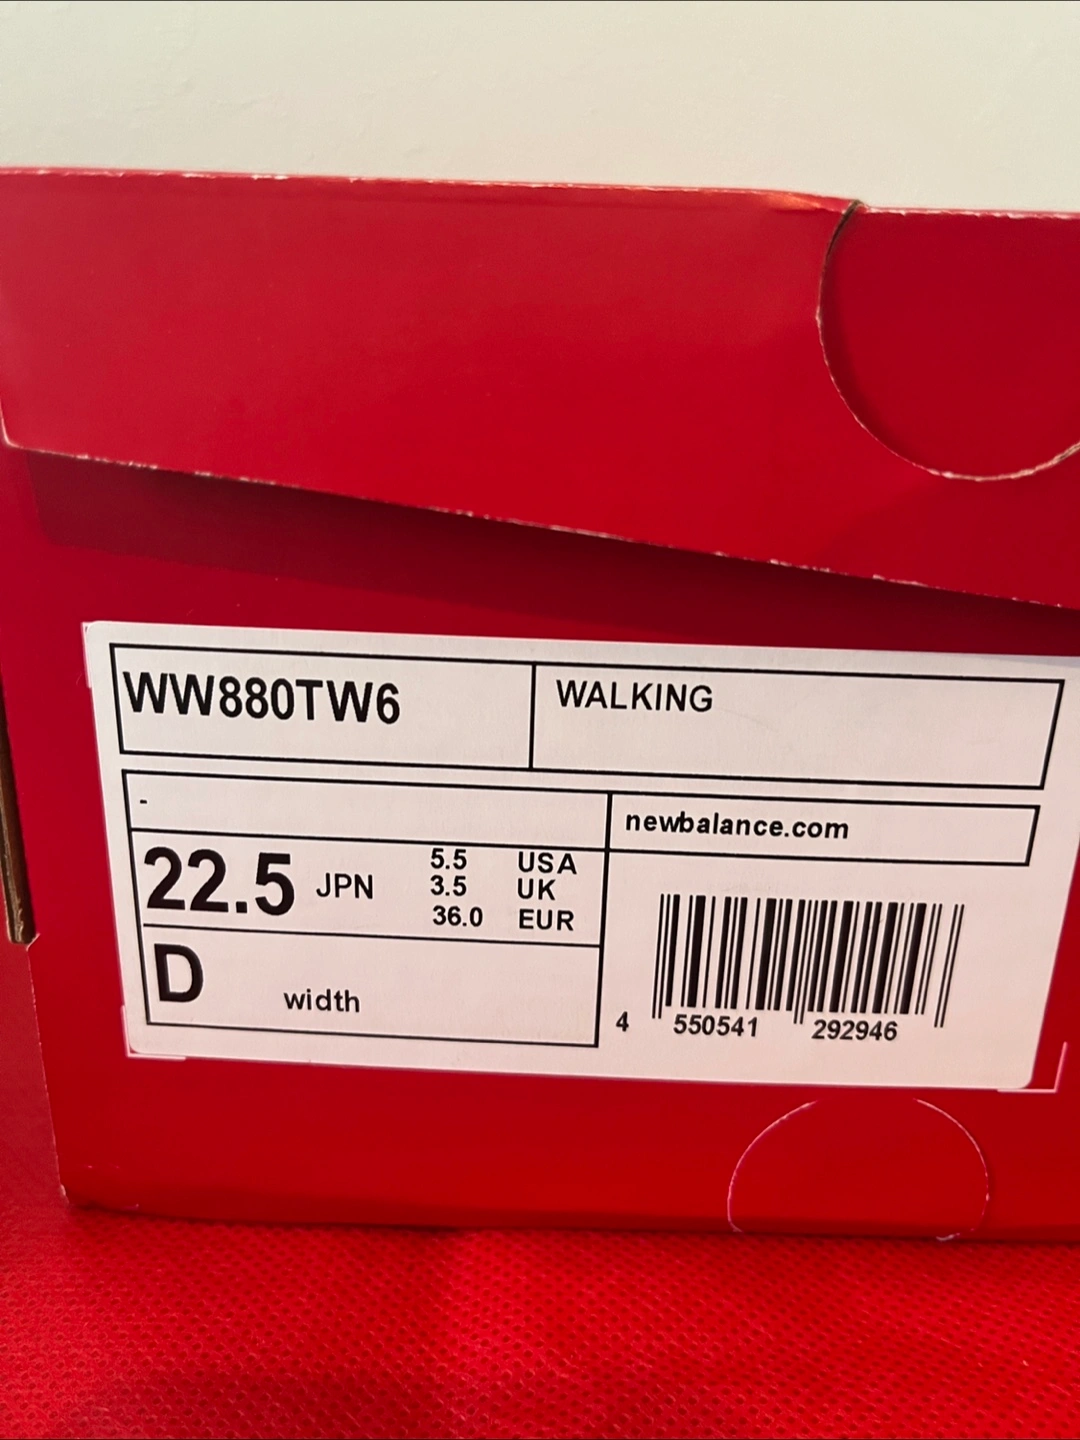 WW880TW6
WALKING
-
newbalance.com
22.5 JPN
5.5 USA
3.5 UK
36.0 EUR
D width
4 550541 292946